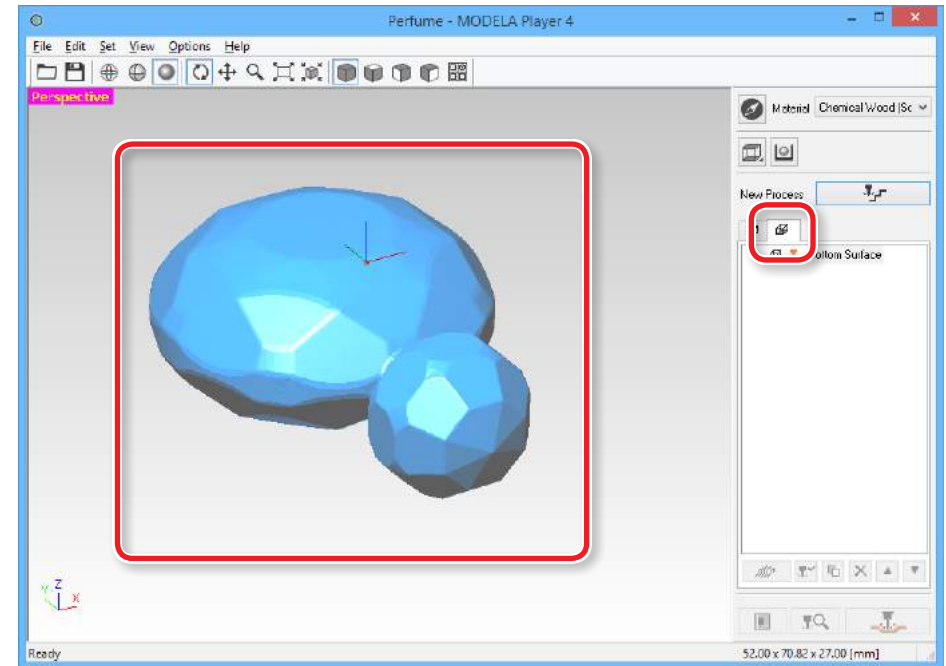 Perfume - MODELA Player 4
File Edit Set View Options Help
Perspective
Material Chemical Wood (Sc
New Process
ottom Surface
Z
Y X
Ready
52.00 x 70.82 x 27.00 [mm]